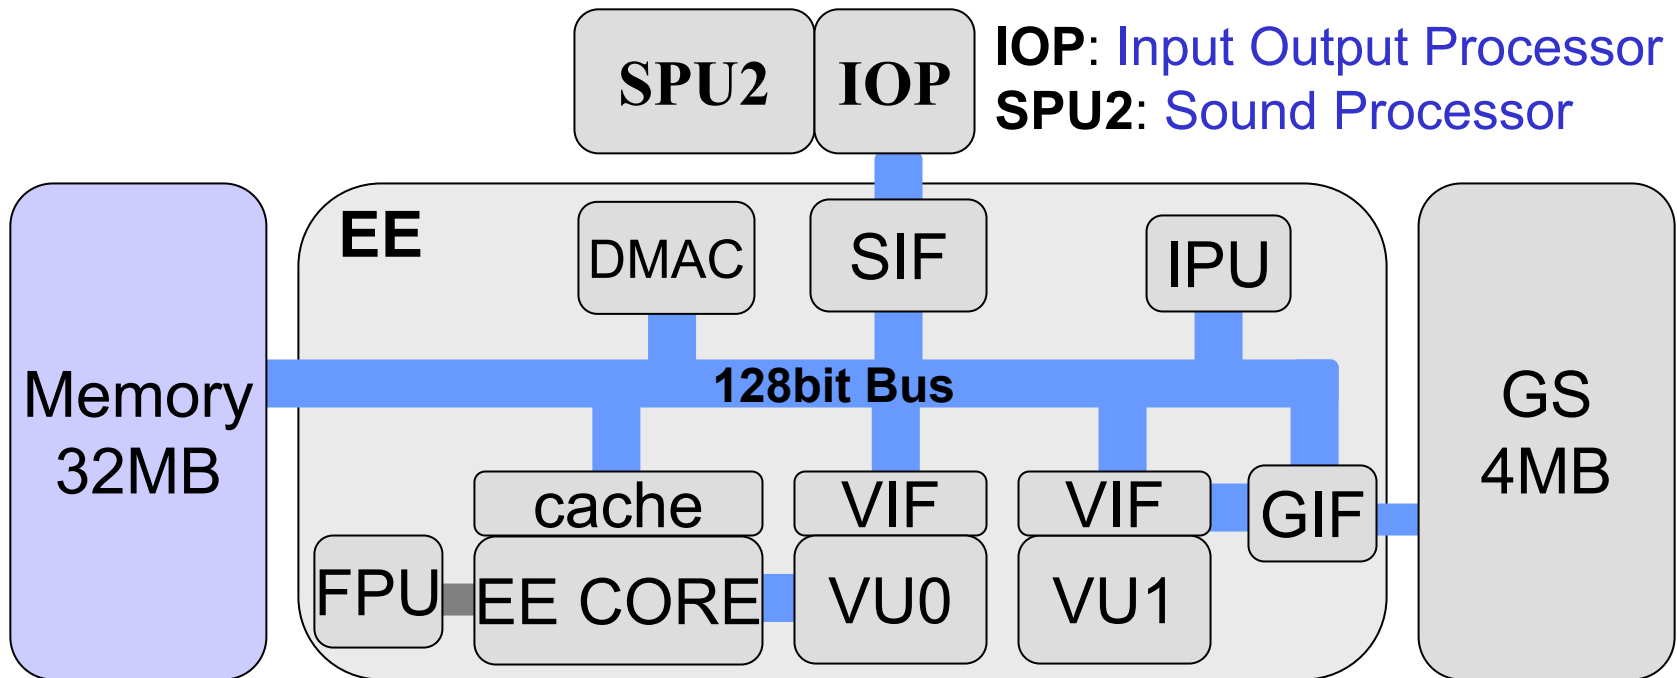 SPU2
IOP
IOP: Input Output Processor
SPU2: Sound Processor
EE
DMAC
SIF
IPU
Memory
32MB
128bit Bus
GS
4MB
cache
VIF
VIF
GIF
FPU
EE CORE
VU0
VU1